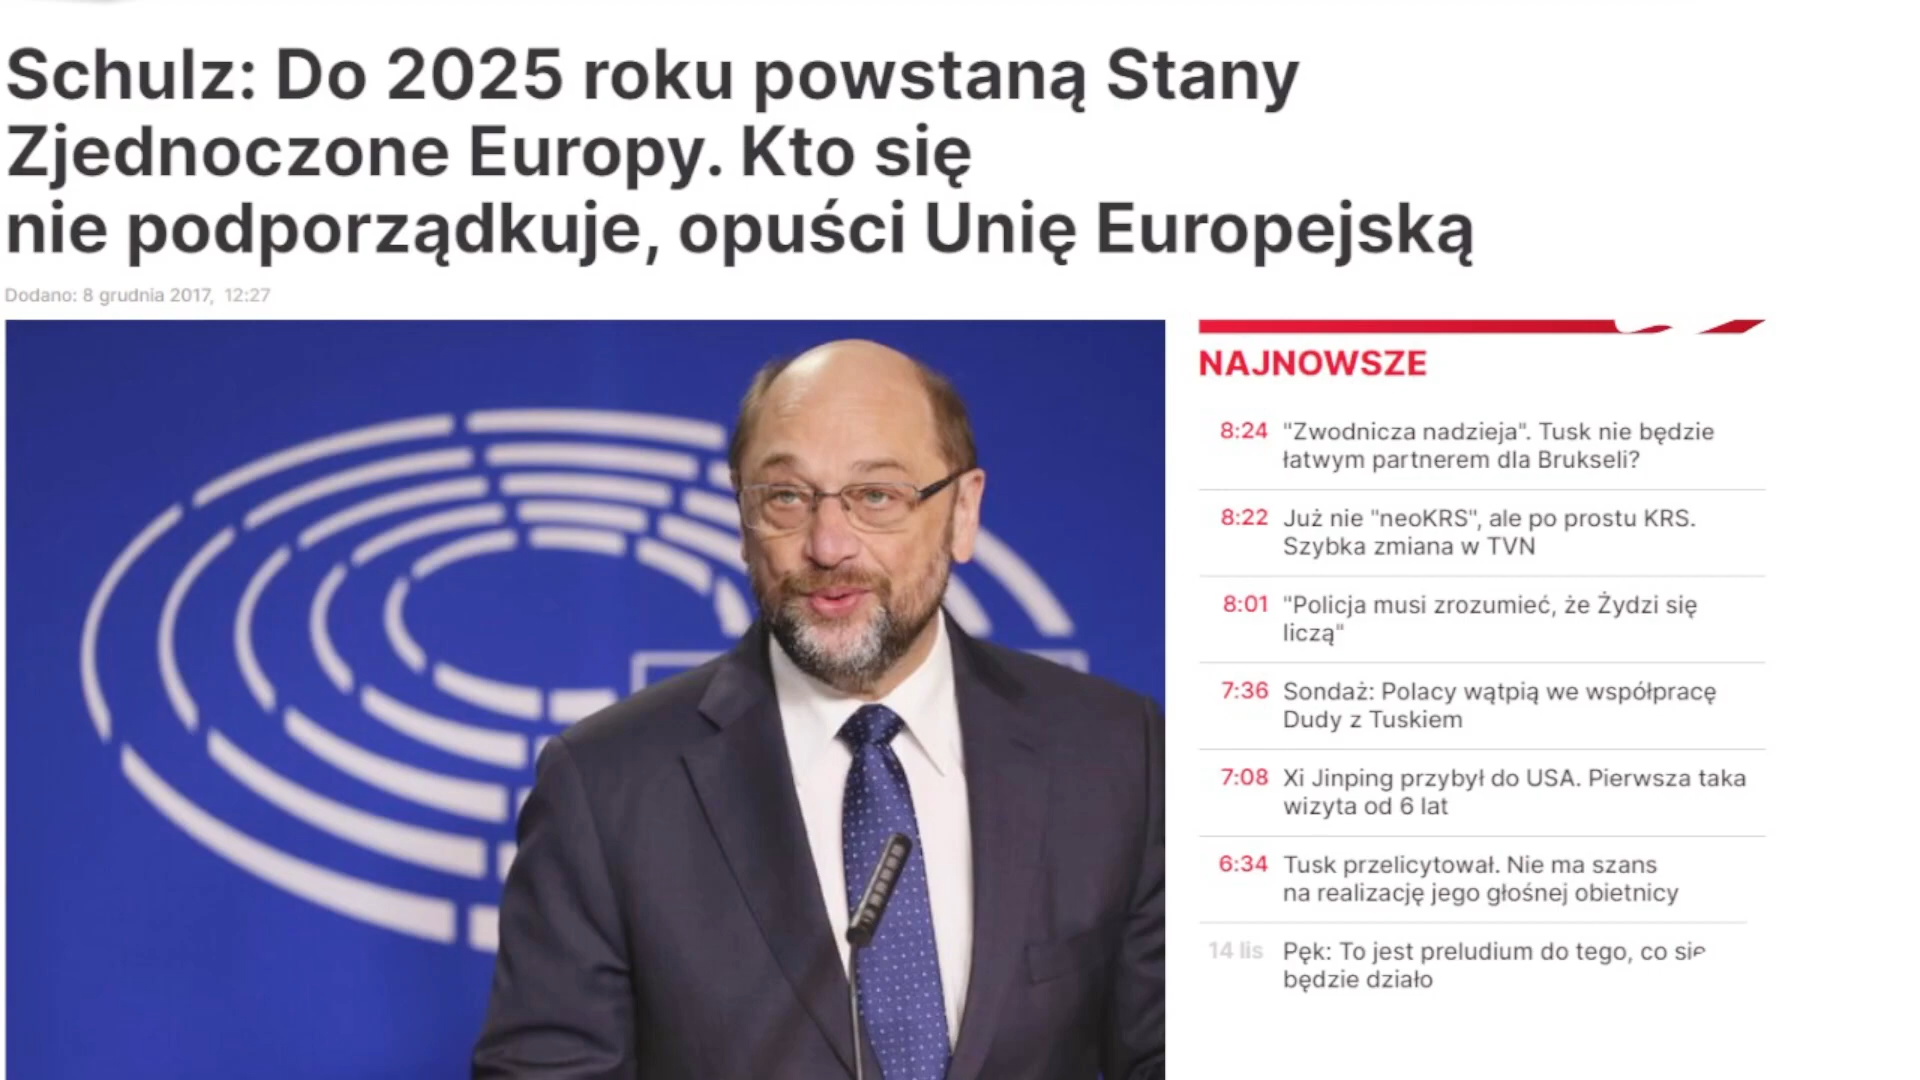 Schulz: Do 2025 roku powstaną Stany
Zjednoczone Europy. Kto się
nie podporządkuje, opuści Unię Europejską
Dodano: 8 grudnia 2017, 12:27
NAJNOWSZE
8:24 "Zwodnicza nadzieja". Tusk nie będzie
łatwym partnerem dla Brukseli?
8:22 Już nie "neoKRS", ale po prostu KRS.
Szybka zmiana w TVN
8:01 "Policja musi zrozumieć, że Żydzi się
liczą"
7:36 Sondaż: Polacy wątpią we współpracę
Dudy z Tuskiem
7:08 Xi Jinping przybył do USA. Pierwsza taka
wizyta od 6 lat
6:34 Tusk przelicytował. Nie ma szans
na realizację jego głośnej obietnicy
14 lis Pęk: To jest preludium do tego, co się
będzie działo